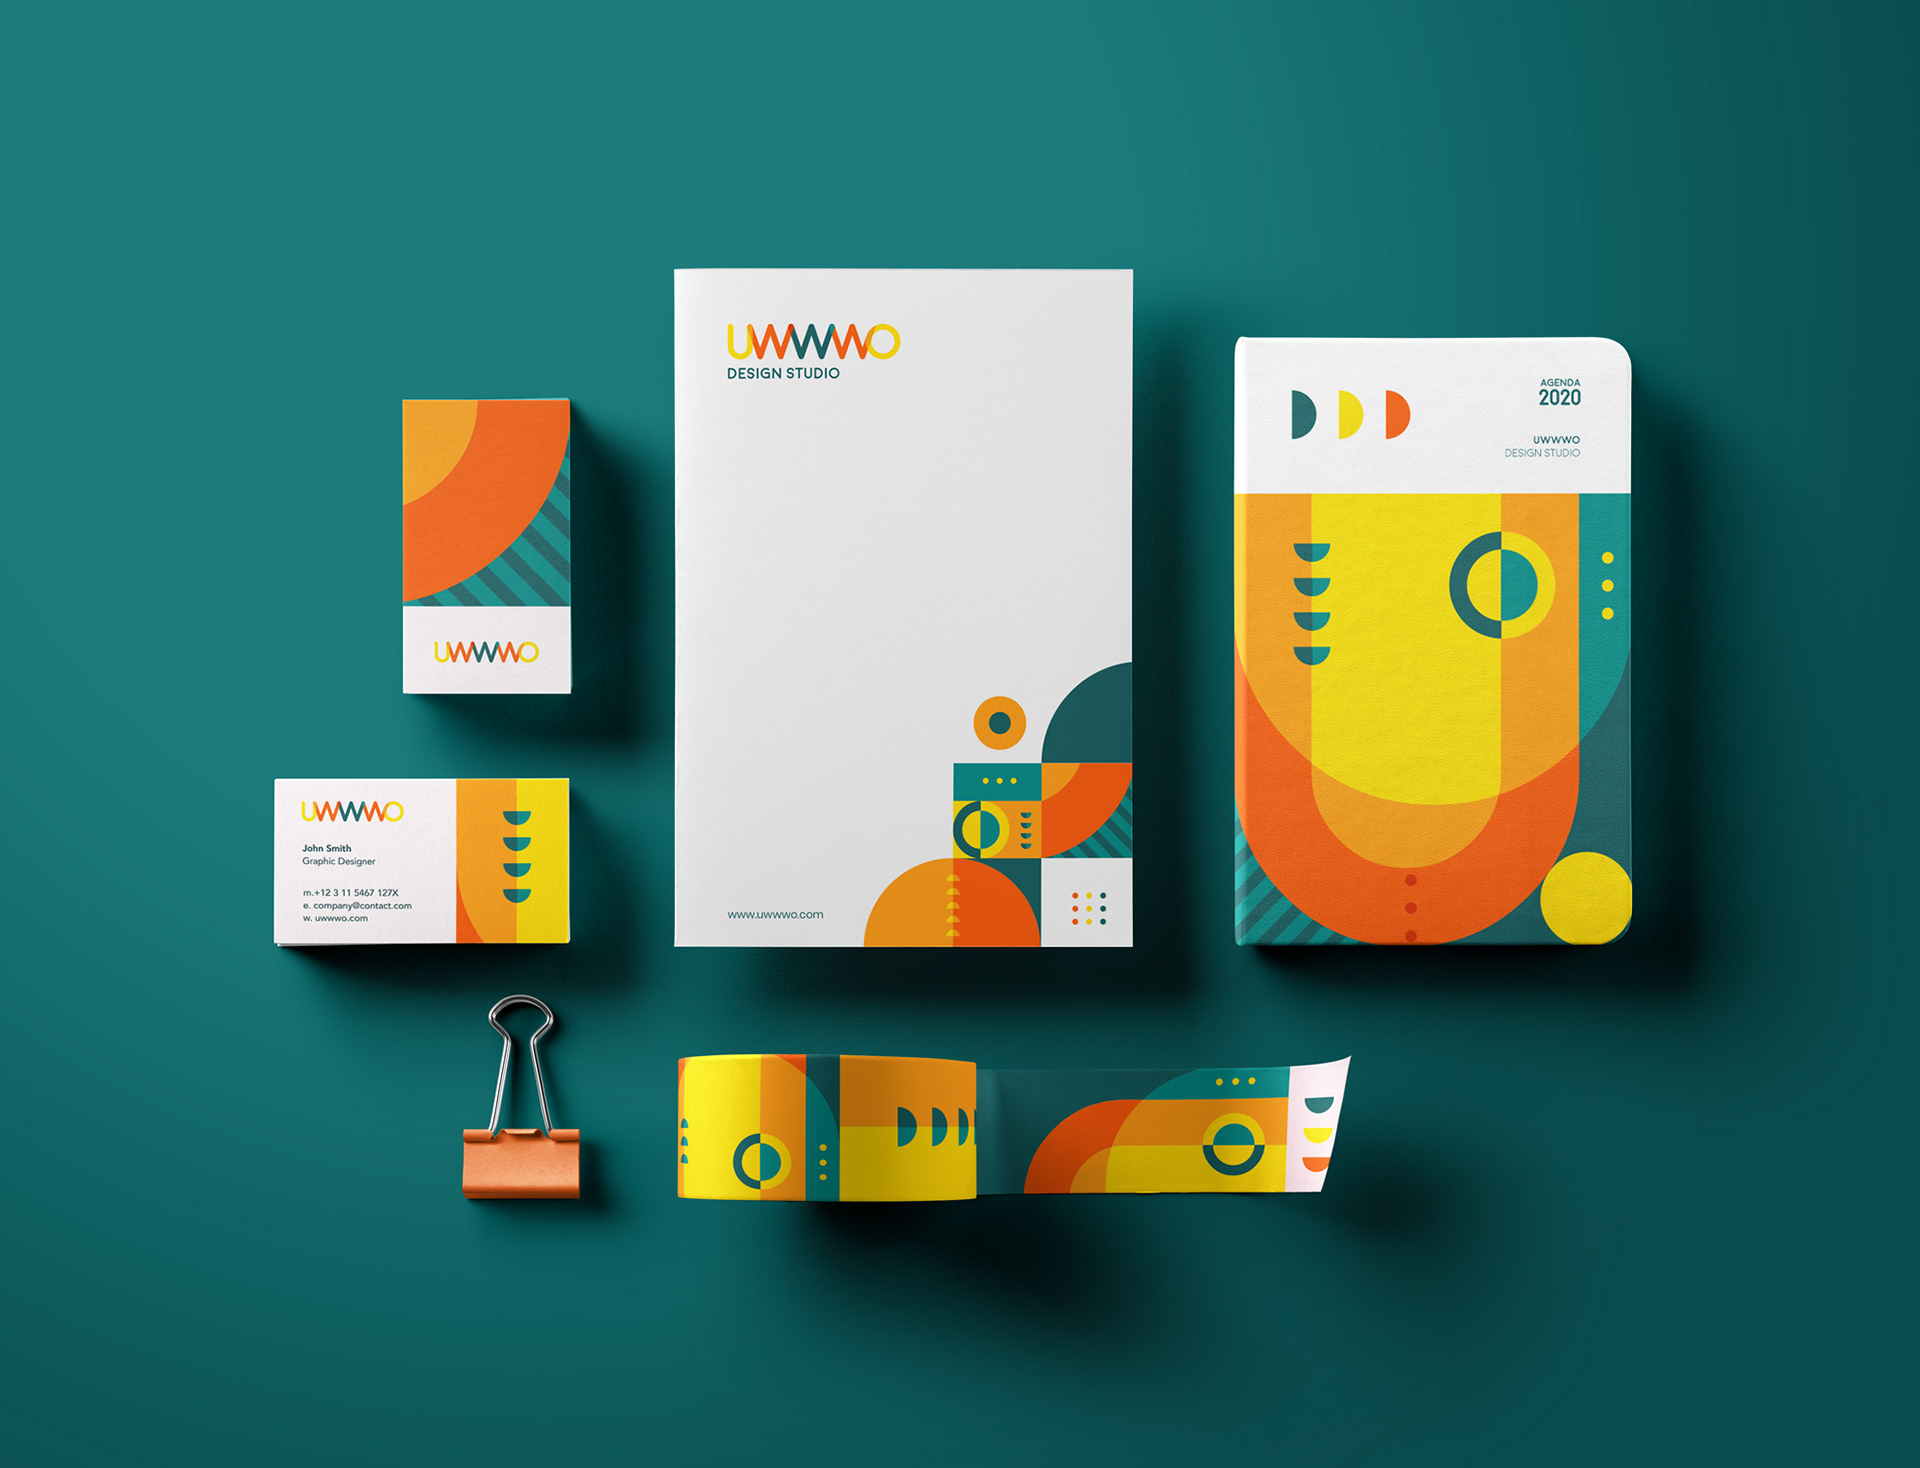 UWWWO
DESIGN STUDIO
www.uwwwo.com
AGENDA
2020
UWWWO
DESIGN STUDIO
UWWWO
UWWWO
John Smith
Graphic Designer
m.+12 3 11 5467 127X
e. company@contact.com
w. uwwwo.com